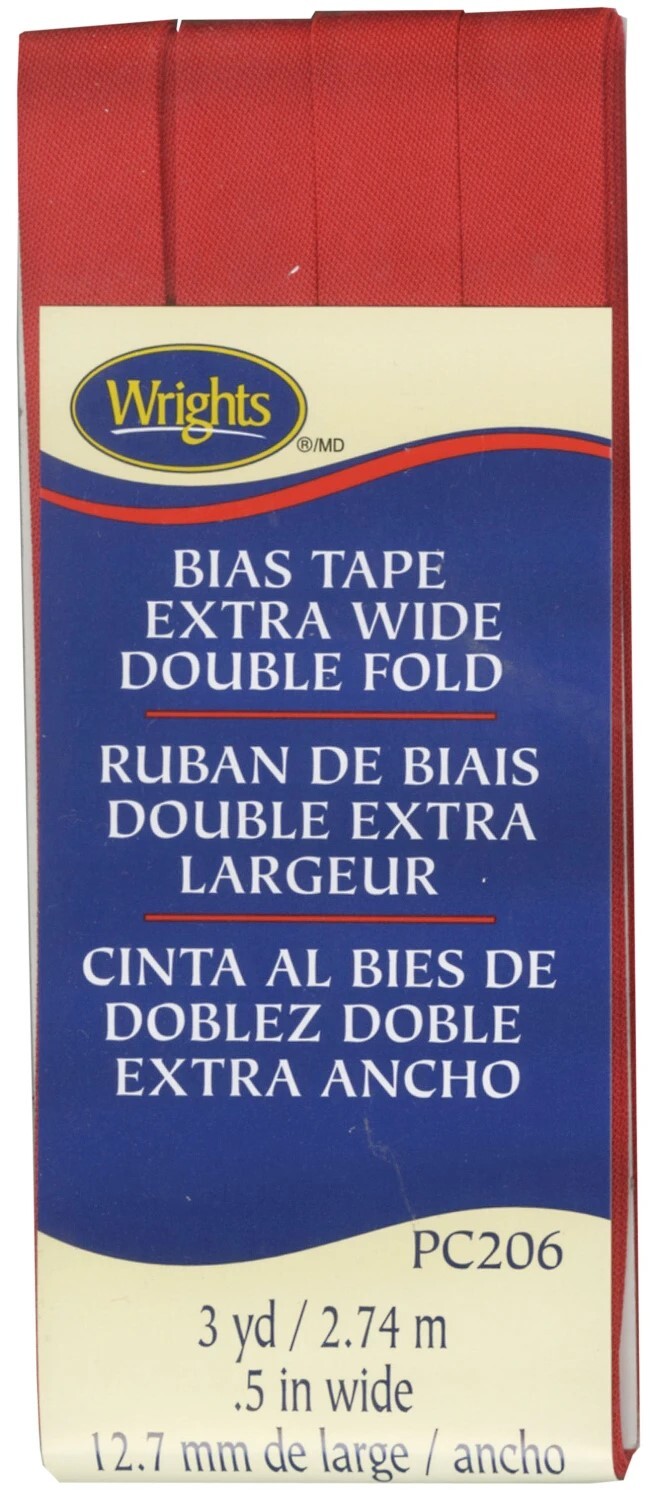 Wrights
®/MD
BIAS TAPE
EXTRA WIDE
DOUBLE FOLD
RUBAN DE BIAIS
DOUBLE EXTRA
LARGEUR
CINTA AL BIES DE
DOBLEZ DOBLE
EXTRA ANCHO
PC206
3 yd / 2.74 m
.5 in wide
12.7 mm de large / ancho